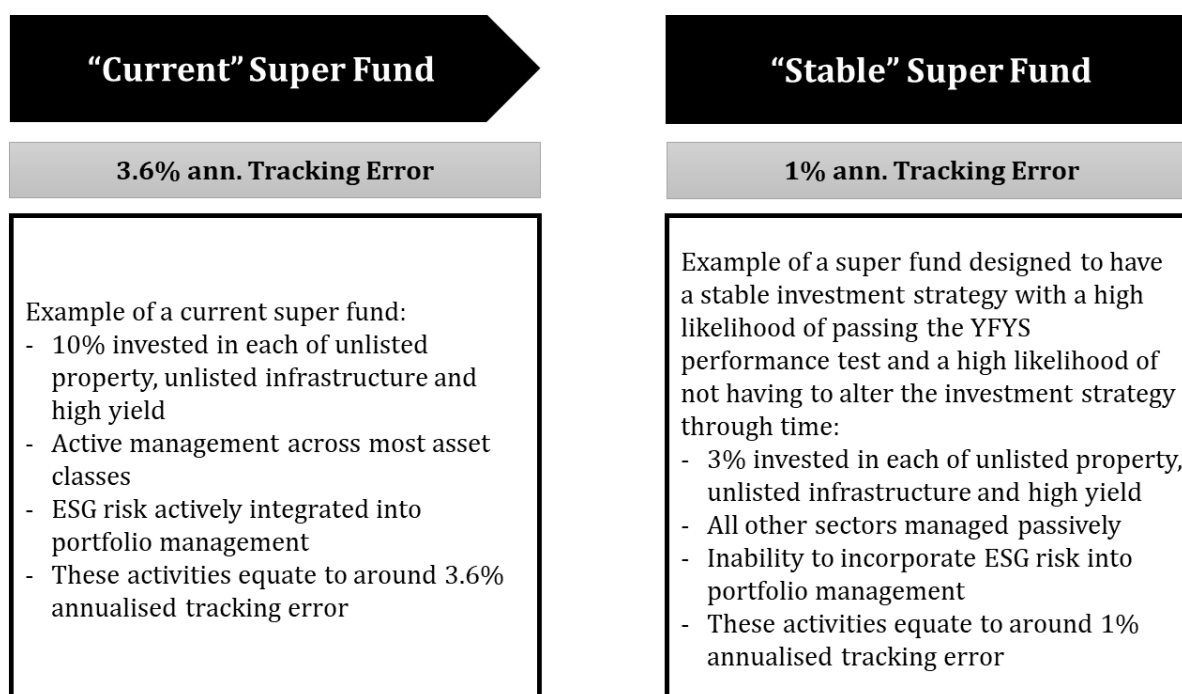 “Current” Super Fund
3.6% ann. Tracking Error
Example of a current super fund:
- 10% invested in each of unlisted
property, unlisted infrastructure and
high yield
- Active management across most asset
classes
- ESG risk actively integrated into
portfolio management
- These activities equate to around 3.6%
annualised tracking error
“Stable” Super Fund
1% ann. Tracking Error
Example of a super fund designed to have
a stable investment strategy with a high
likelihood of passing the YFYS
performance test and a high likelihood of
not having to alter the investment strategy
through time:
- 3% invested in each of unlisted property,
unlisted infrastructure and high yield
- All other sectors managed passively
- Inability to incorporate ESG risk into
portfolio management
- These activities equate to around 1%
annualised tracking error